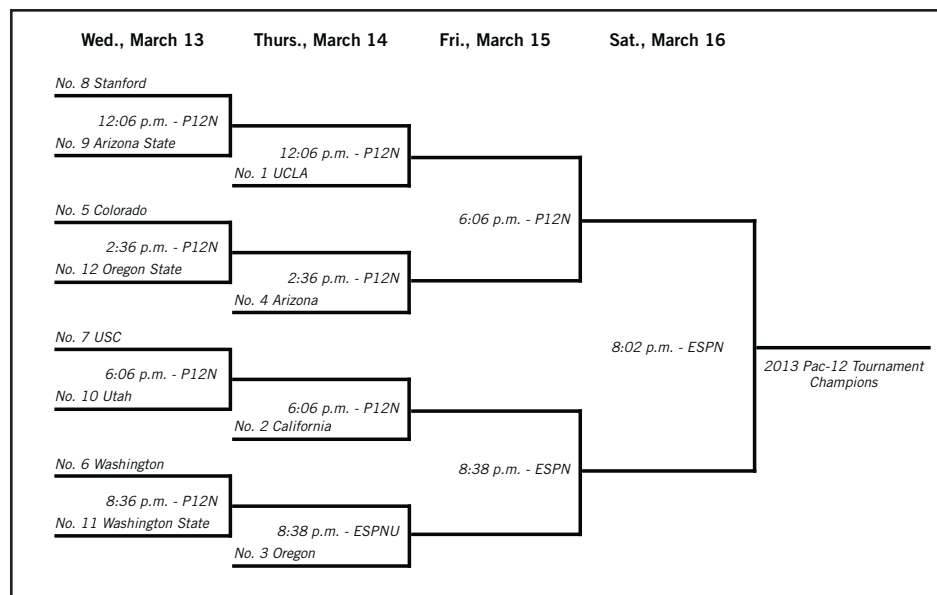 Wed., March 13
Thurs., March 14
Fri., March 15
Sat., March 16
No. 8 Stanford
12:06 p.m. - P12N
No. 9 Arizona State
12:06 p.m. - P12N
No. 1 UCLA
6:06 p.m. - P12N
No. 5 Colorado
2:36 p.m. - P12N
No. 12 Oregon State
2:36 p.m. - P12N
No. 4 Arizona
8:02 p.m. - ESPN
2013 Pac-12 Tournament
Champions
No. 7 USC
6:06 p.m. - P12N
No. 10 Utah
6:06 p.m. - P12N
No. 2 California
8:38 p.m. - ESPN
No. 6 Washington
8:36 p.m. - P12N
No. 11 Washington State
8:38 p.m. - ESPNU
No. 3 Oregon